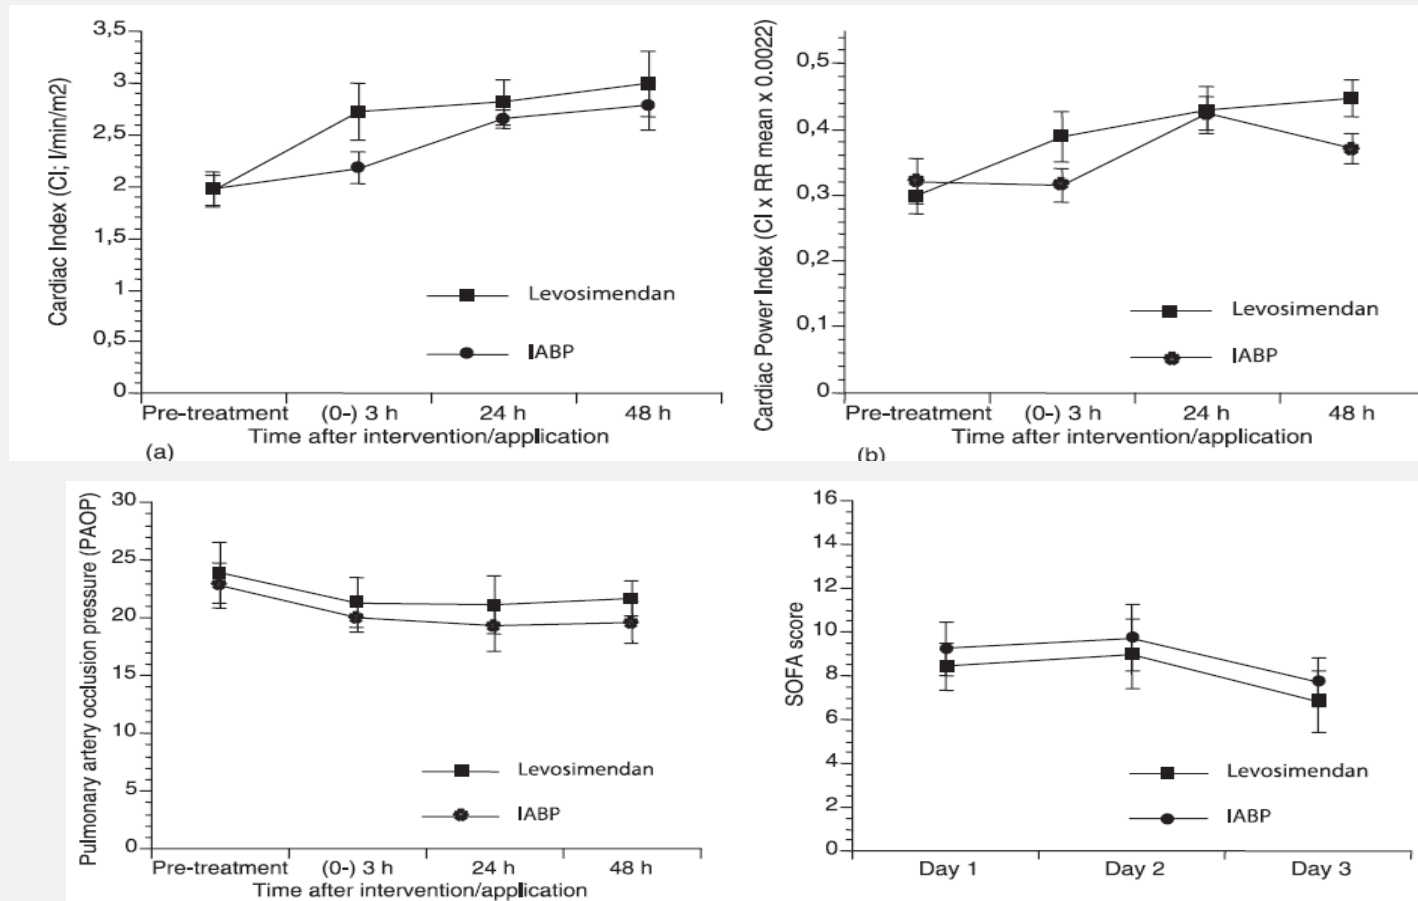 Cardiac Index (CI; l/min/m2)
3,5
3
2,5
2
1,5
1
0,5
0
Levosimendan
IABP
Pre-treatment (0-) 3 h 24 h 48 h
Time after intervention/application
(a)
Cardiac Power Index (CI x RR mean x 0.0022)
0,5
0,4
0,3
0,2
0,1
0
Levosimendan
IABP
Pre-treatment (0-) 3 h 24 h 48 h
Time after intervention/application
(b)
Pulmonary artery occlusion pressure (PAOP)
30
25
20
15
10
5
0
Levosimendan
IABP
Pre-treatment (0-) 3 h 24 h 48 h
Time after intervention/application
SOFA score
16
14
12
10
8
6
4
2
0
Levosimendan
IABP
Day 1 Day 2 Day 3